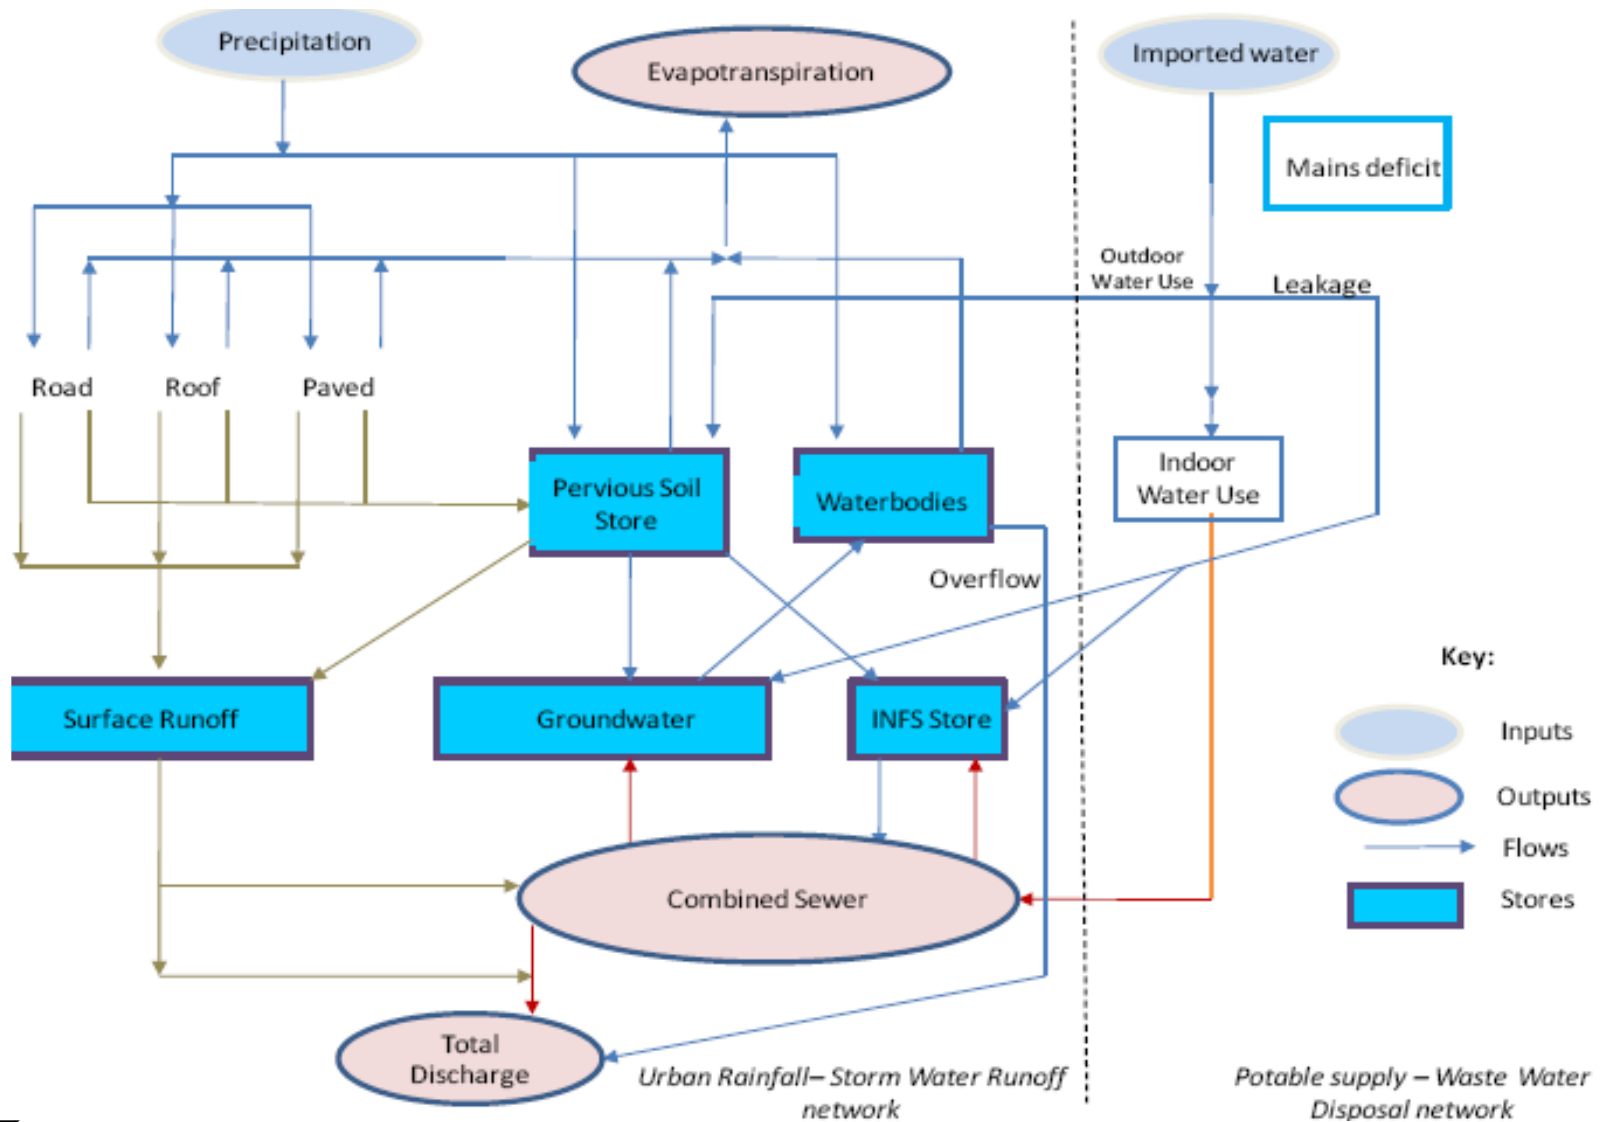 Precipitation
Evapotranspiration
Imported water
Mains deficit
Outdoor
Water Use
Leakage
Road
Roof
Paved
Pervious Soil
Store
Waterbodies
Indoor
Water Use
Overflow
Surface Runoff
Groundwater
INFS Store
Key:
Inputs
Outputs
Flows
Stores
Combined Sewer
Total
Discharge
Urban Rainfall– Storm Water Runoff
network
Potable supply – Waste Water
Disposal network